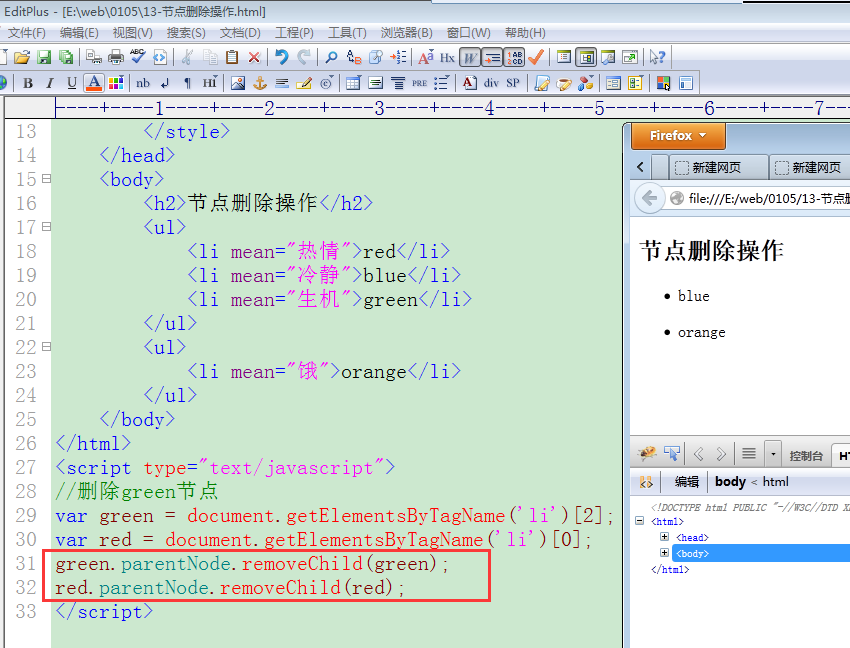 EditPlus - [E:\web\0105\13-节点删除操作.html]
文件(F) 编辑(E) 视图(V) 搜索(S) 文档(D) 工程(P) 工具(T) 浏览器(B) 窗口(W) 帮助(H)
B I U A nb ¶ HI PRE A div SP
----+----1----+----2----+----3----+----4----+----5----+----6----+----7--
13 </style>
14 </head>
15 <body>
16 <h2>节点删除操作</h2>
17 <ul>
18 <li mean="热情">red</li>
19 <li mean="冷静">blue</li>
20 <li mean="生机">green</li>
21 </ul>
22 <ul>
23 <li mean="饿">orange</li>
24 </ul>
25 </body>
26 </html>
27 <script type="text/javascript">
28 //删除green节点
29 var green = document.getElementsByTagName('li')[2];
30 var red = document.getElementsByTagName('li')[0];
31 green.parentNode.removeChild(green);
32 red.parentNode.removeChild(red);
33 </script>
Firefox
新建网页 新建网页
file:///E:/web/0105/13-节点
节点删除操作
• blue
• orange
控制台
编辑 body < html
<!DOCTYPE html PUBLIC "-//W3C//DTD X
<html>
<head>
<body>
</html>